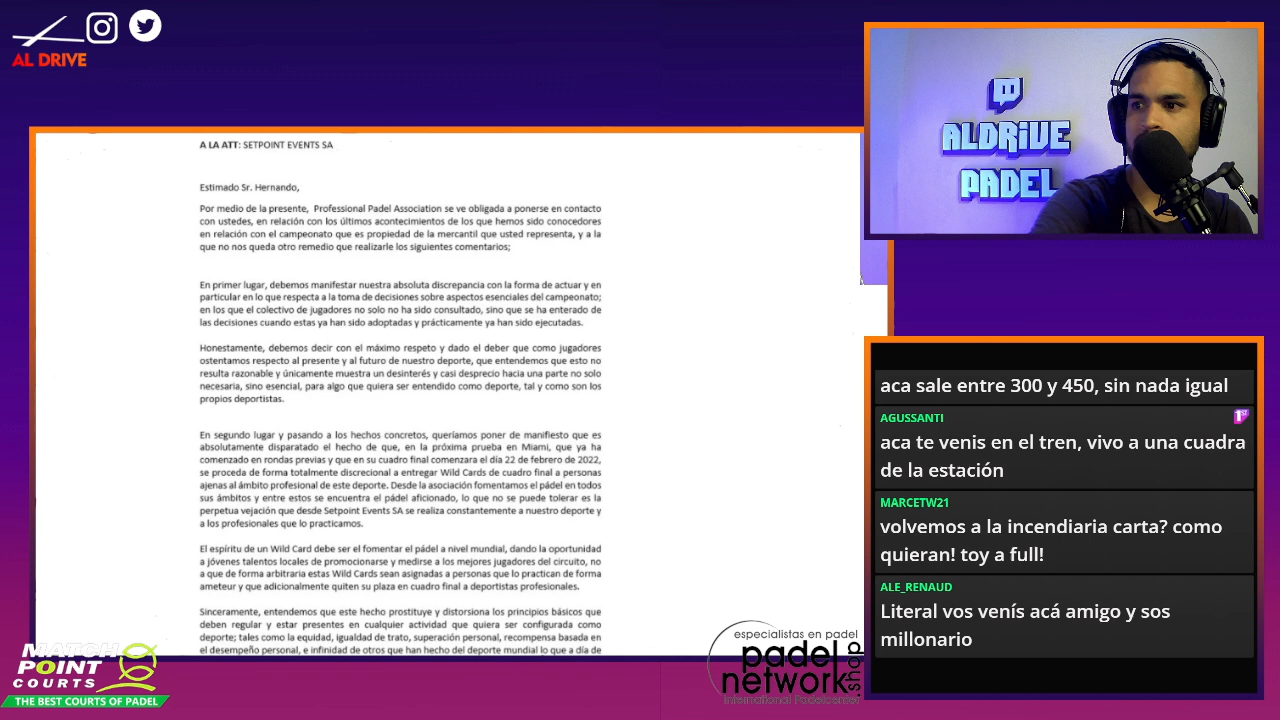 AL DRIVE
A LA ATT: SETPOINT EVENTS SA
Estimado Sr. Hernando,
Por medio de la presente, Professional Padel Association se ve obligada a ponerse en contacto
con ustedes, en relación con los últimos acontecimientos de los que hemos sido conocedores
en relación con el campeonato que es propiedad de la mercantil que usted representa, y a la
que no nos queda otro remedio que realizarle los siguientes comentarios;
En primer lugar, debemos manifestar nuestra absoluta discrepancia con la forma de actuar y en
particular en lo que respecta a la toma de decisiones sobre aspectos esenciales del campeonato;
en los que el colectivo de jugadores no solo no ha sido consultado, sino que se ha enterado de
las decisiones cuando estas ya han sido adoptadas y prácticamente ya han sido ejecutadas.
Honestamente, debemos decir con el máximo respeto y dado el deber que como jugadores
ostentamos respecto al presente y al futuro de nuestro deporte, que entendemos que esto no
resulta razonable y únicamente muestra un desinterés y casi desprecio hacia una parte no solo
necesaria, sino esencial, para algo que quiera ser entendido como deporte, tal y como son los
propios deportistas.
En segundo lugar y pasando a los hechos concretos, queríamos poner de manifiesto que es
absolutamente disparatado el hecho de que, en la próxima prueba en Miami, que ya ha
comenzado en rondas previas y que en su cuadro final comenzara el día 22 de febrero de 2022,
se proceda de forma totalmente discrecional a entregar Wild Cards de cuadro final a personas
ajenas al ámbito profesional de este deporte. Desde la asociación fomentamos el pádel en todos
sus ámbitos y entre estos se encuentra el pádel aficionado, lo que no se puede tolerar es la
perpetua vejación que desde Setpoint Events SA se realiza constantemente a nuestro deporte y
a los profesionales que lo practicamos.
El espíritu de un Wild Card debe ser el fomentar el pádel a nivel mundial, dando la oportunidad
a jóvenes talentos locales de promocionarse y medirse a los mejores jugadores del circuito, no
a que de forma arbitraria estas Wild Cards sean asignadas a personas que lo practican de forma
ameteur y que adicionalmente quiten su plaza en cuadro final a deportistas profesionales.
Sinceramente, entendemos que este hecho prostituye y distorsiona los principios básicos que
deben regular y estar presentes en cualquier actividad que quiera ser configurada como
deporte; tales como la equidad, igualdad de trato, superación personal, recompensa basada en
el desempeño personal, e infinidad de otros que han hecho del deporte mundial lo que a día de
ALDRIVE
PADEL
aca sale entre 300 y 450, sin nada igual
AGUSSANTI
1st
aca te venis en el tren, vivo a una cuadra
de la estación
MARCETW21
volvemos a la incendiaria carta? como
quieran! toy a full!
ALE_RENAUD
Literal vos venís acá amigo y sos
millonario
MATCH
POINT
COURTS
THE BEST COURTS OF PADEL
especialistas en padel
padel
network
.shop
International Padelcenter